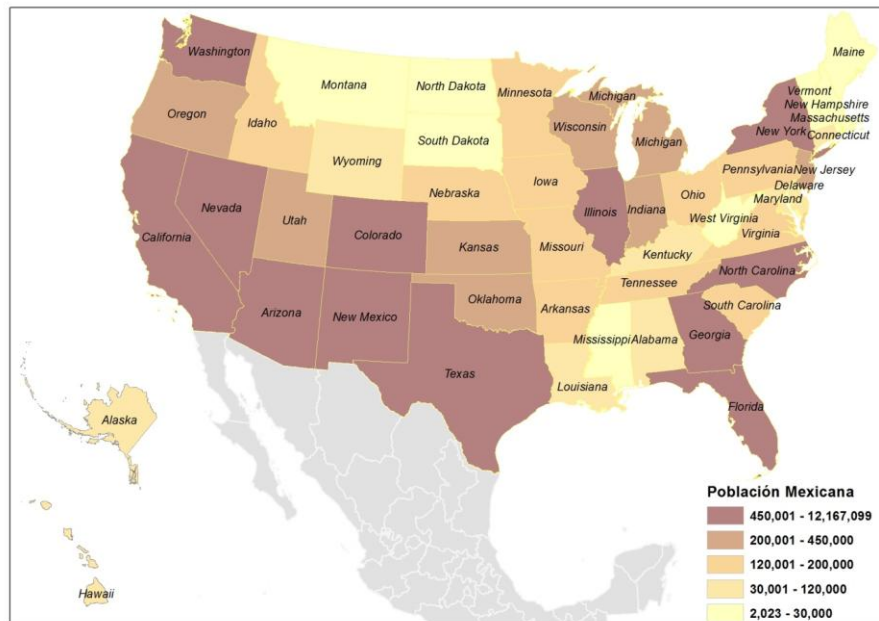 Washington
Montana
North Dakota
Minnesota
Maine
Oregon
Idaho
South Dakota
Wisconsin
Michigan
Michigan
Vermont
New Hampshire
Massachusetts
New York
Connecticut
Wyoming
Nebraska
Iowa
Pennsylvania
New Jersey
Nevada
Utah
Colorado
Illinois
Indiana
Ohio
Delaware
Maryland
California
Kansas
Missouri
West Virginia
Virginia
Kentucky
Arizona
New Mexico
Oklahoma
Arkansas
Tennessee
North Carolina
South Carolina
Texas
Mississippi
Alabama
Georgia
Louisiana
Florida
Alaska
Hawaii
Población Mexicana
450,001 - 12,167,099
200,001 - 450,000
120,001 - 200,000
30,001 - 120,000
2,023 - 30,000